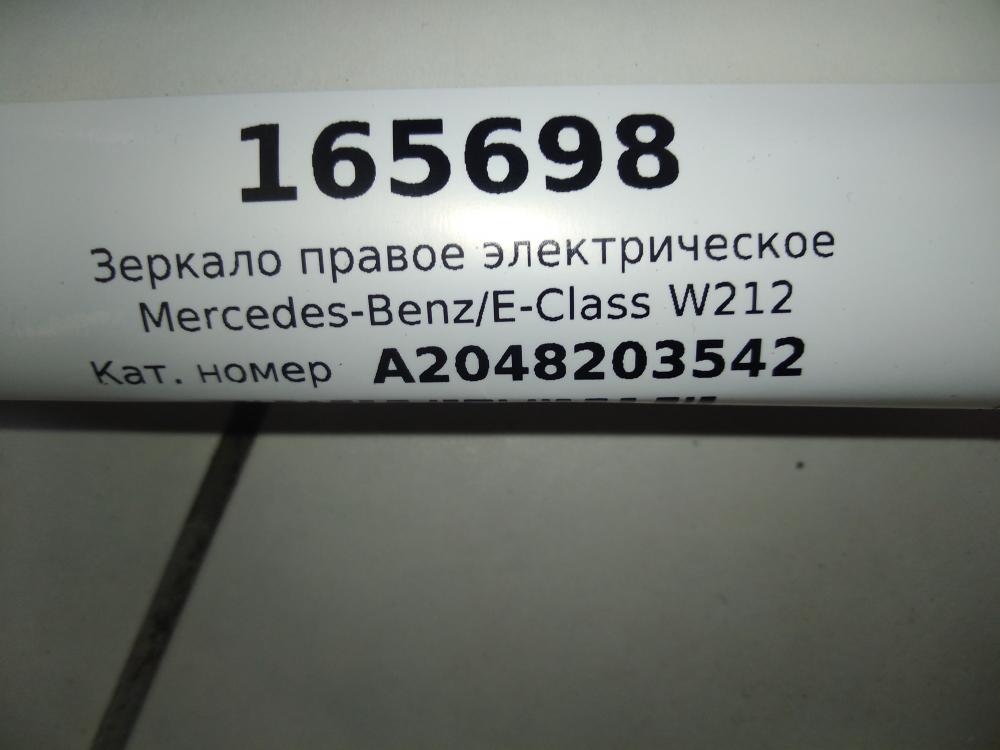 165698
Зеркало правое электрическое
Mercedes-Benz/E-Class W212
Кат. номер A2048203542